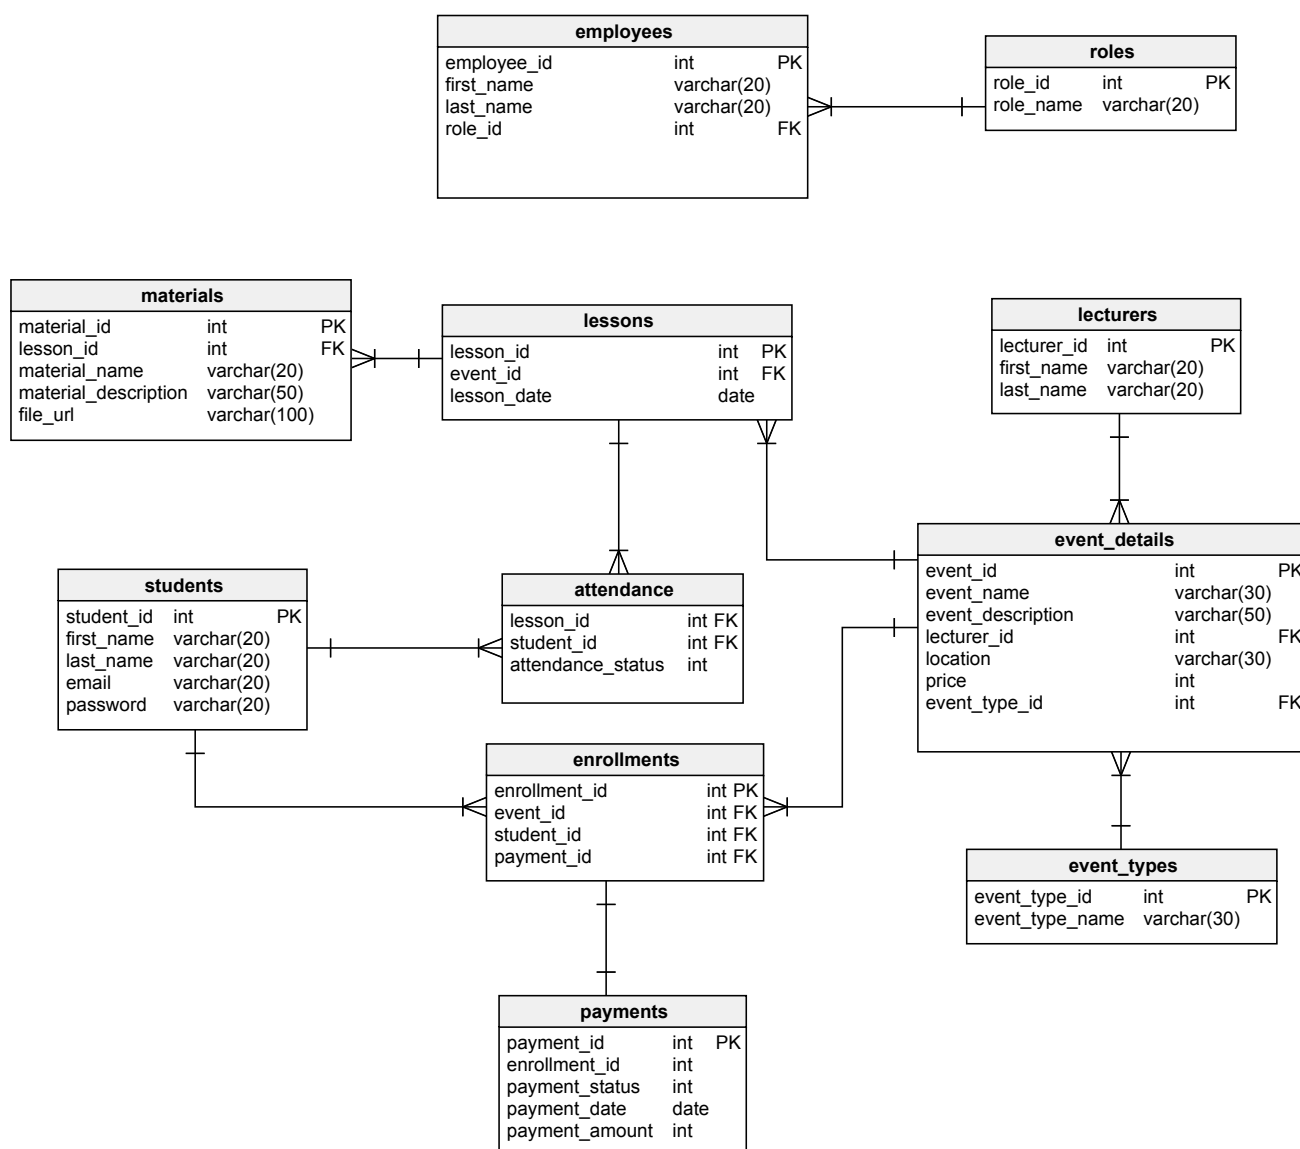 employees
employee_id int PK
first_name varchar(20)
last_name varchar(20)
role_id int FK
roles
role_id int PK
role_name varchar(20)
materials
material_id int PK
lesson_id int FK
material_name varchar(20)
material_description varchar(50)
file_url varchar(100)
lessons
lesson_id int PK
event_id int FK
lesson_date date
lecturers
lecturer_id int PK
first_name varchar(20)
last_name varchar(20)
students
student_id int PK
first_name varchar(20)
last_name varchar(20)
email varchar(20)
password varchar(20)
attendance
lesson_id int FK
student_id int FK
attendance_status int
event_details
event_id int PK
event_name varchar(30)
event_description varchar(50)
lecturer_id int FK
location varchar(30)
price int
event_type_id int FK
enrollments
enrollment_id int PK
event_id int FK
student_id int FK
payment_id int FK
event_types
event_type_id int PK
event_type_name varchar(30)
payments
payment_id int PK
enrollment_id int
payment_status int
payment_date date
payment_amount int